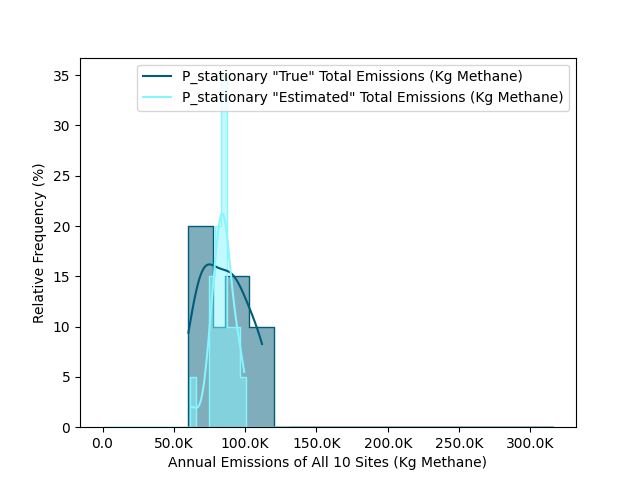 P_stationary "True" Total Emissions (Kg Methane)
P_stationary "Estimated" Total Emissions (Kg Methane)
35
30
25
20
15
10
5
0
Relative Frequency (%)
0.0 50.0K 100.0K 150.0K 200.0K 250.0K 300.0K
Annual Emissions of All 10 Sites (Kg Methane)